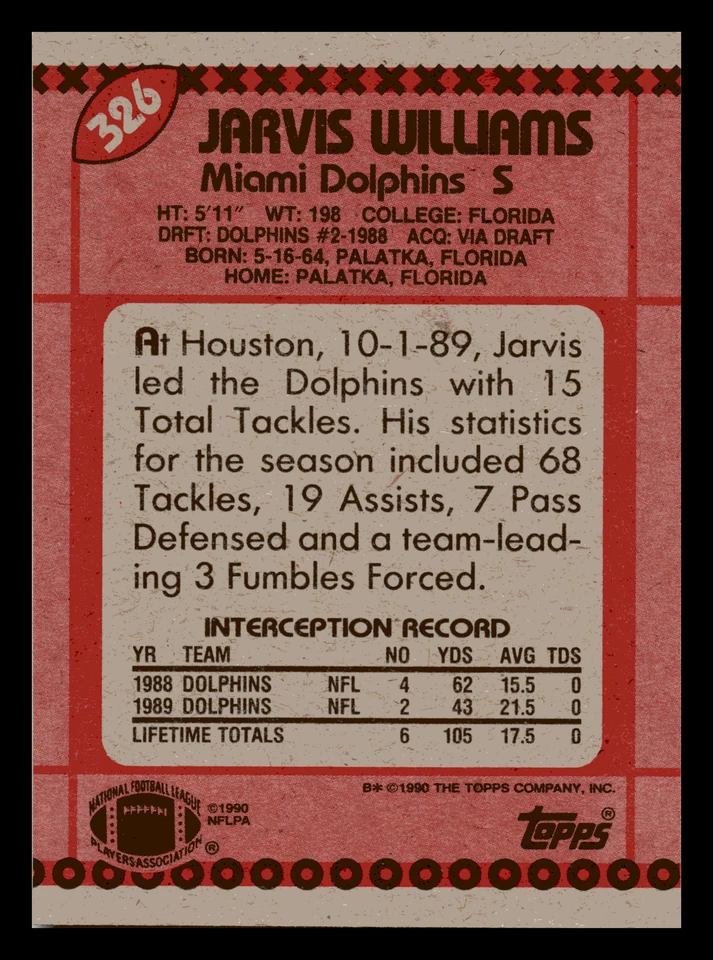 326
JARVIS WILLIAMS
Miami Dolphins S
HT: 5'11" WT: 198 COLLEGE: FLORIDA
DRFT: DOLPHINS #2-1988 ACQ: VIA DRAFT
BORN: 5-16-64, PALATKA, FLORIDA
HOME: PALATKA, FLORIDA
At Houston, 10-1-89, Jarvis
led the Dolphins with 15
Total Tackles. His statistics
for the season included 68
Tackles, 19 Assists, 7 Pass
Defensed and a team-lead-
ing 3 Fumbles Forced.
INTERCEPTION RECORD
YR TEAM NO YDS AVG TDS
1988 DOLPHINS NFL 4 62 15.5 0
1989 DOLPHINS NFL 2 43 21.5 0
LIFETIME TOTALS 6 105 17.5 0
B* ©1990 THE TOPPS COMPANY, INC.
NATIONAL FOOTBALL LEAGUE
PLAYERS ASSOCIATION ®
©1990
NFLPA
topps ®